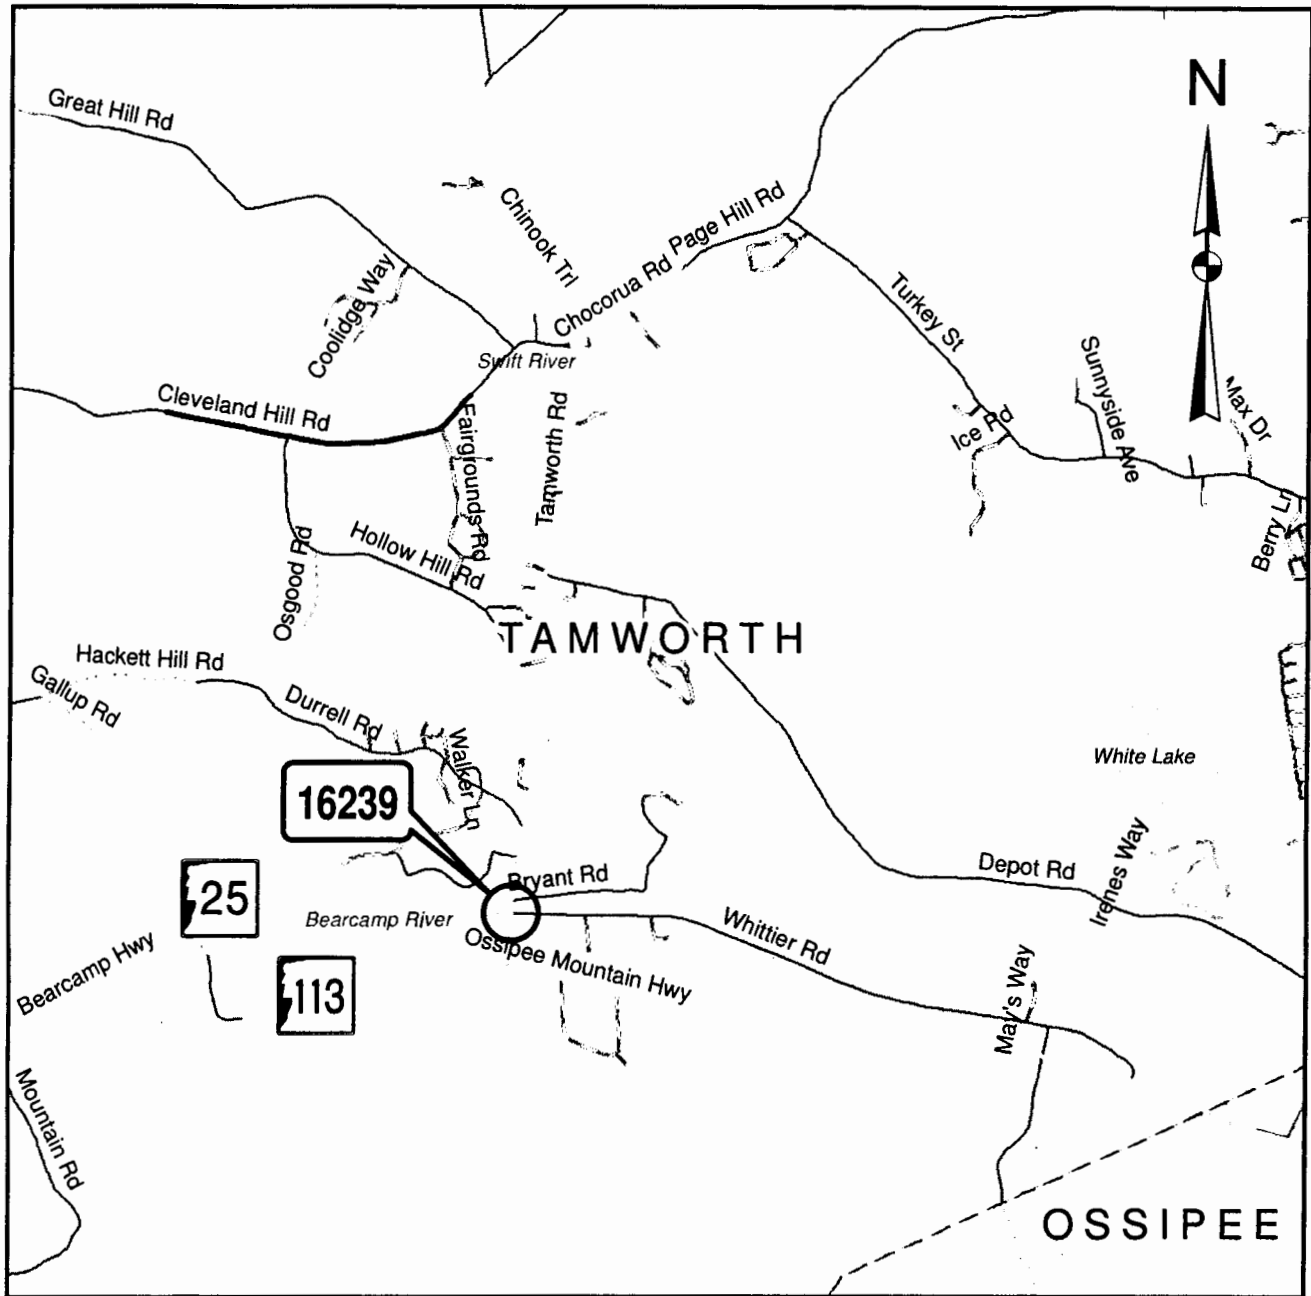 N
Great Hill Rd
Chinook Trl
Page Hill Rd
Chocorua Rd
Coolidge Way
Turkey St
Swift River
Sunnyside Ave
Max Dr
Cleveland Hill Rd
Fairgrounds Rd
Tamworth Rd
Ice Rd
Berry Ln
Hollow Hill Rd
Osgood Rd
TAMWORTH
Hackett Hill Rd
Gallup Rd
Durrell Rd
Walker Ln
White Lake
16239
Bryant Rd
Depot Rd
Irenes Way
25
Bearcamp River
Whittier Rd
Ossipee Mountain Hwy
Bearcamp Hwy
113
May's Way
Mountain Rd
OSSIPEE